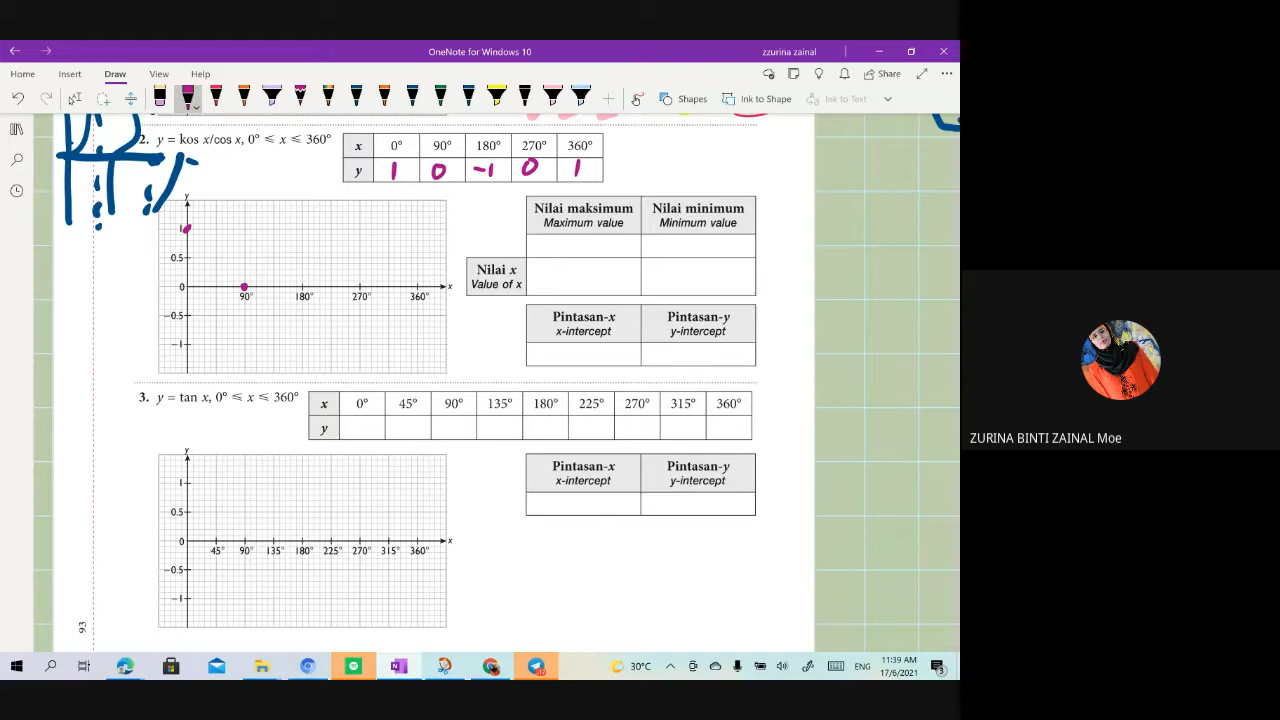 OneNote for Windows 10
zzurina zainal
Home Insert Draw View Help
Share
Shapes Ink to Shape Ink to Text
2. y = kos x/cos x, 0° ⩽ x ⩽ 360°
x 0° 90° 180° 270° 360°
y 1 0 -1 0 1
y
1
0.5
0
−0.5
−1
90° 180° 270° 360° x
Nilai maksimum Nilai minimum
Maximum value Minimum value
Nilai x
Value of x
Pintasan-x Pintasan-y
x-intercept y-intercept
3. y = tan x, 0° ⩽ x ⩽ 360°
x 0° 45° 90° 135° 180° 225° 270° 315° 360°
y
y
1
0.5
0
−0.5
−1
45° 90° 135° 180° 225° 270° 315° 360° x
Pintasan-x Pintasan-y
x-intercept y-intercept
93
ZURINA BINTI ZAINAL Moe
30°C
ENG
11:39 AM
17/6/2021
3